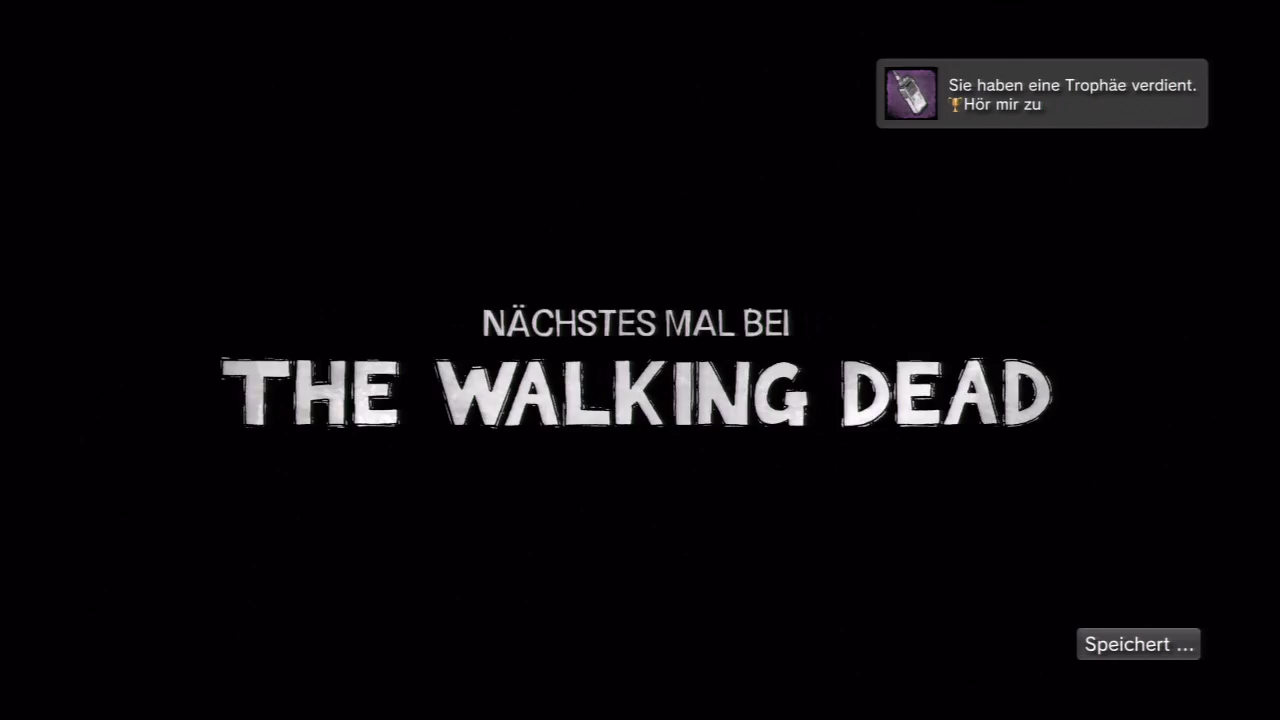 Sie haben eine Trophäe verdient.
Hör mir zu
NÄCHSTES MAL BEI
THE WALKING DEAD
Speichert ...